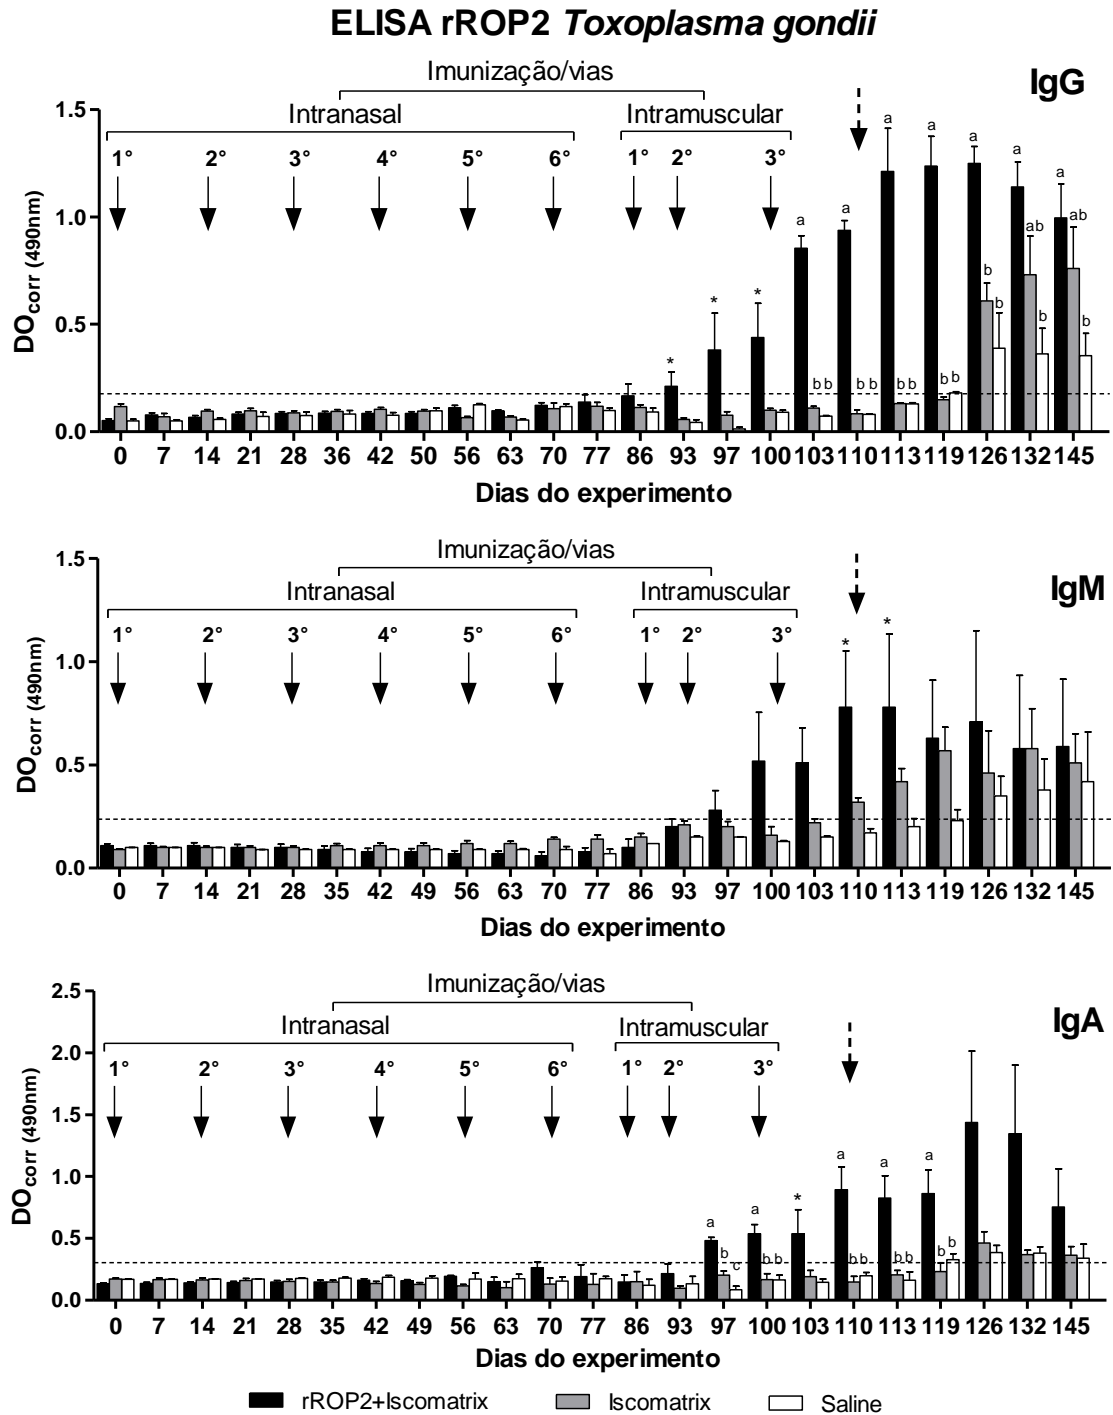 ELISA rROP2 Toxoplasma gondii
Imunização/vias
IgG
Intranasal
Intramuscular
1° 2° 3° 4° 5° 6° 1° 2° 3°
1.5
1.0
0.5
0.0
DOcorr (490nm)
* * * a a a a a a ab
b b b b b b b b b b ab b
a b
0 7 14 21 28 36 42 50 56 63 70 77 86 93 97 100 103 110 113 119 126 132 145
Dias do experimento
Imunização/vias
IgM
Intranasal
Intramuscular
1° 2° 3° 4° 5° 6° 1° 2° 3°
1.5
1.0
0.5
0.0
DOcorr (490nm)
* *
0 7 14 21 28 35 42 49 56 63 70 77 86 93 97 100 103 110 113 119 126 132 145
Dias do experimento
Imunização/vias
IgA
Intranasal
Intramuscular
1° 2° 3° 4° 5° 6° 1° 2° 3°
2.5
2.0
1.5
1.0
0.5
0.0
DOcorr (490nm)
a a * a a a
b c b b b b b b b b
0 7 14 21 28 35 42 49 56 63 70 77 86 93 97 100 103 110 113 119 126 132 145
Dias do experimento
rROP2+Iscomatrix Iscomatrix Saline